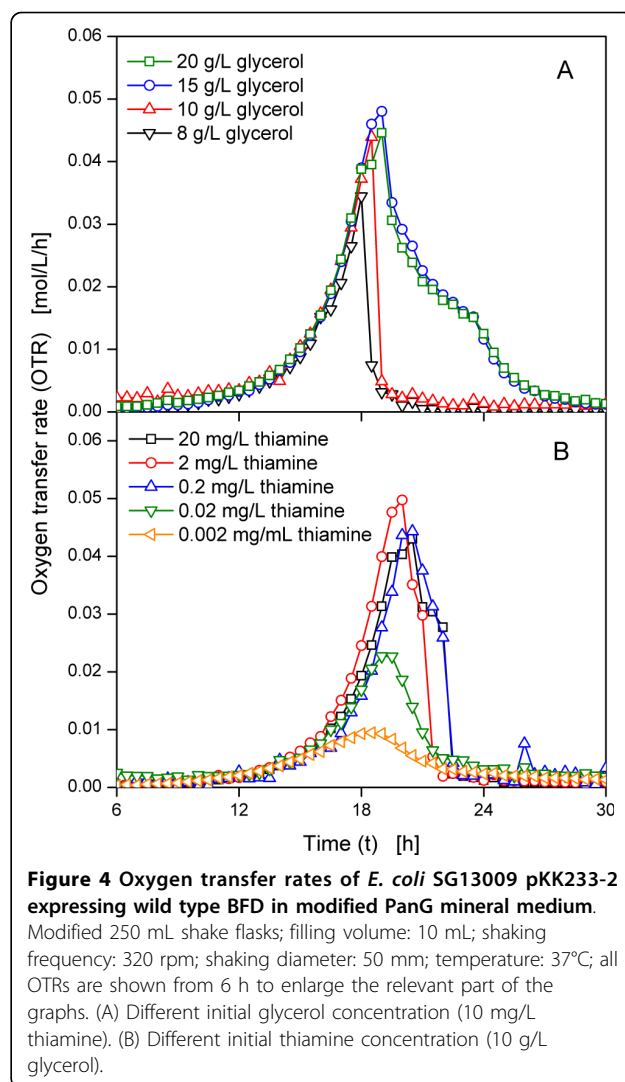 A
20 g/L glycerol
15 g/L glycerol
10 g/L glycerol
8 g/L glycerol
0.06
0.05
0.04
0.03
0.02
0.01
0.00
B
20 mg/L thiamine
2 mg/L thiamine
0.2 mg/L thiamine
0.02 mg/L thiamine
0.002 mg/mL thiamine
0.06
0.05
0.04
0.03
0.02
0.01
0.00
Oxygen transfer rate (OTR) [mol/L/h]
6 12 18 24 30
Time (t) [h]
Figure 4 Oxygen transfer rates of E. coli SG13009 pKK233-2
expressing wild type BFD in modified PanG mineral medium.
Modified 250 mL shake flasks; filling volume: 10 mL; shaking
frequency: 320 rpm; shaking diameter: 50 mm; temperature: 37°C; all
OTRs are shown from 6 h to enlarge the relevant part of the
graphs. (A) Different initial glycerol concentration (10 mg/L
thiamine). (B) Different initial thiamine concentration (10 g/L
glycerol).